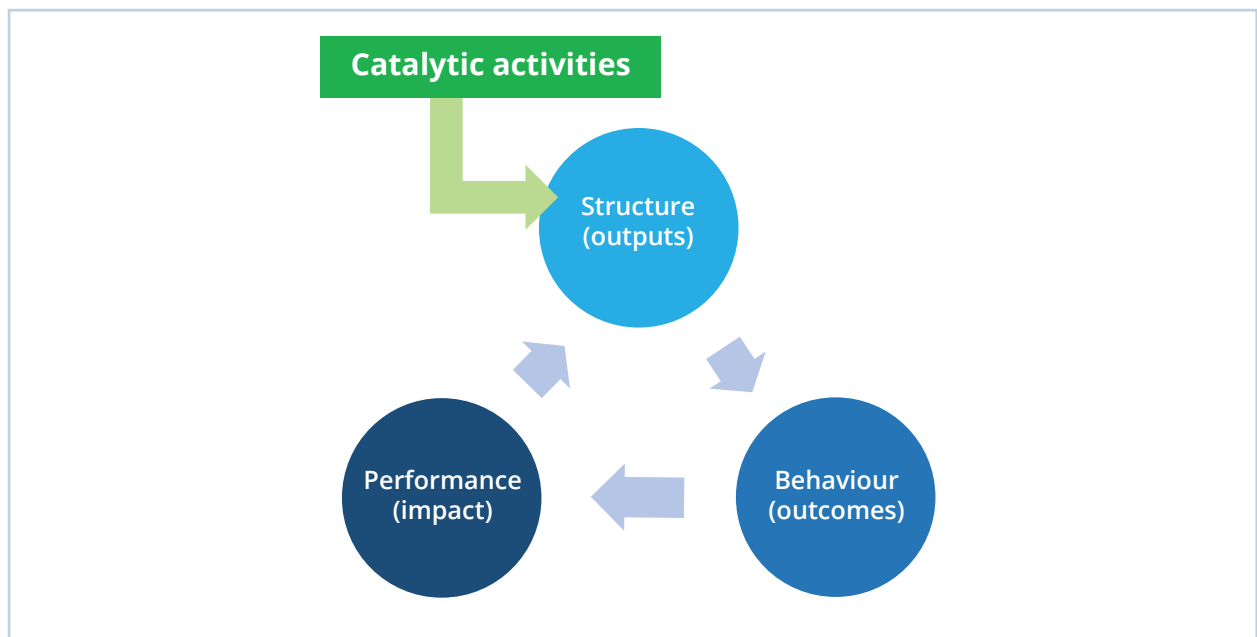 Catalytic activities
Structure
(outputs)
Performance
(impact)
Behaviour
(outcomes)